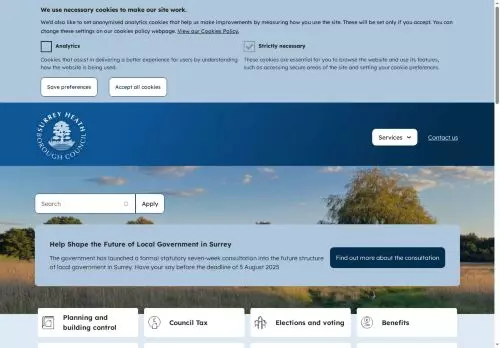 We use necessary cookies to make our site work.
We'd also like to set anonymised analytics cookies that help us make improvements by measuring how you use the site. These will be set only if you accept. You can
change these settings on our cookies policy webpage. View our Cookies Policy.
Analytics
Strictly necessary
Cookies that assist in delivering a better experience for users by understanding
how the website is being used.
These cookies are essential for you to browse the website and use its features,
such as accessing secure areas of the site and setting your cookie preferences.
Save preferences
Accept all cookies
SURREY HEATH
BOROUGH COUNCIL
Services
Contact us
Search
Apply
Help Shape the Future of Local Government in Surrey
The government has launched a formal statutory seven-week consultation into the future structure
of local government in Surrey. Have your say before the deadline of 5 August 2025
Find out more about the consultation
Planning and
building control
Council Tax
Elections and voting
Benefits